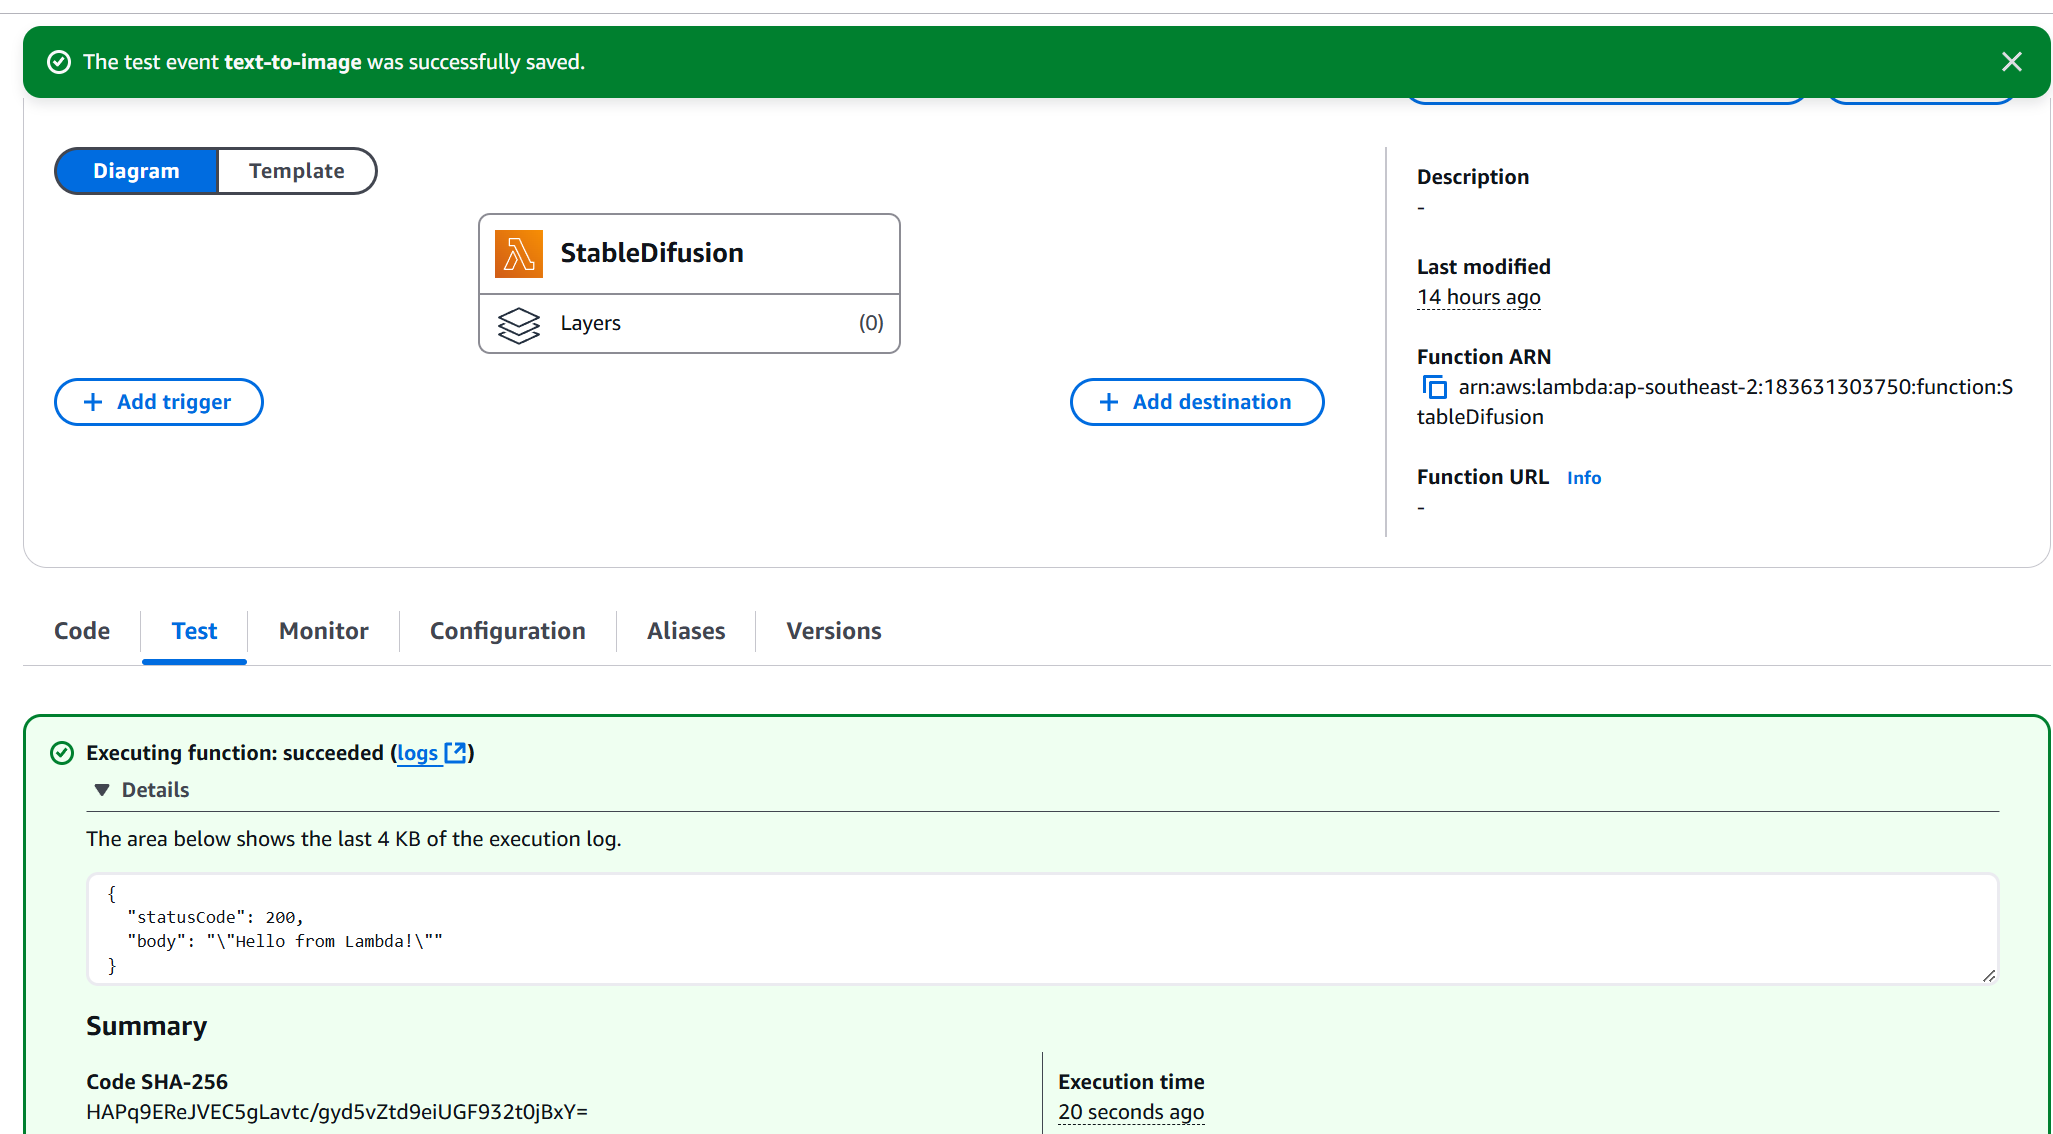 The test event text-to-image was successfully saved.
Diagram
Template
StableDifusion
Layers
(0)
+ Add trigger
+ Add destination
Description
-
Last modified
14 hours ago
Function ARN
arn:aws:lambda:ap-southeast-2:183631303750:function:S
tableDifusion
Function URL Info
-
Code
Test
Monitor
Configuration
Aliases
Versions
Executing function: succeeded (logs)
Details
The area below shows the last 4 KB of the execution log.
{
"statusCode": 200,
"body": "\"Hello from Lambda!\""
}
Summary
Code SHA-256
HAPq9EReJVEC5gLavtc/gyd5vZtd9eiUGF932t0jBxY=
Execution time
20 seconds ago